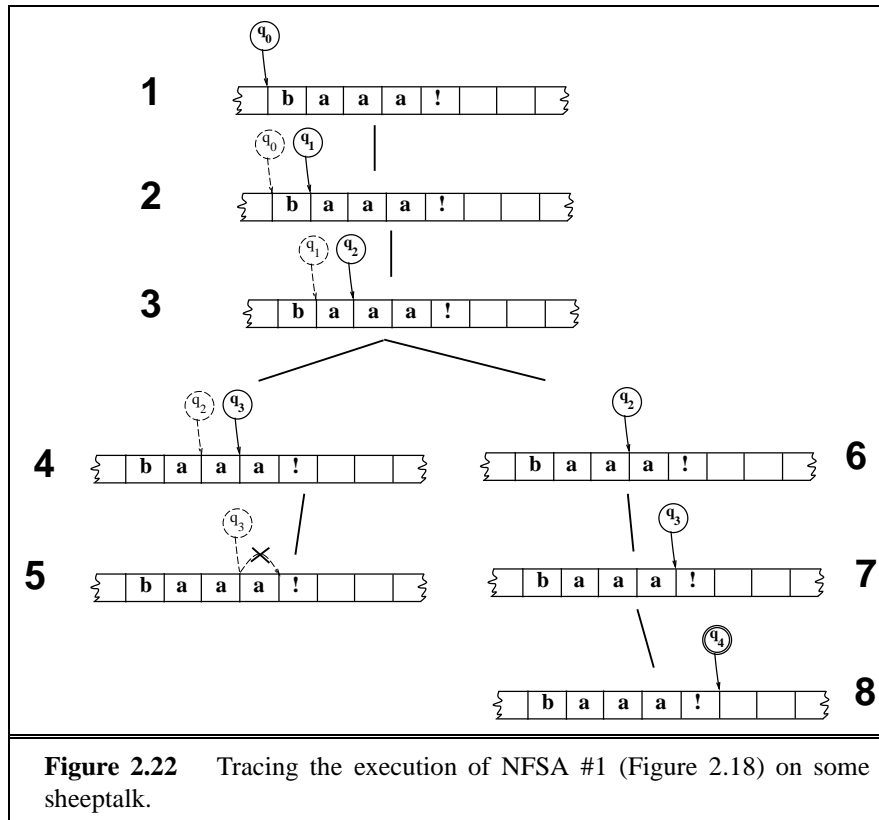 q0
1
b a a a !
q0 q1
2
b a a a !
q1 q2
3
b a a a !
q2 q3
4
b a a a !
q2
b a a a !
6
q3
5
b a a a !
q3
b a a a !
7
q4
b a a a !
8
Figure 2.22 Tracing the execution of NFSA #1 (Figure 2.18) on some
sheeptalk.